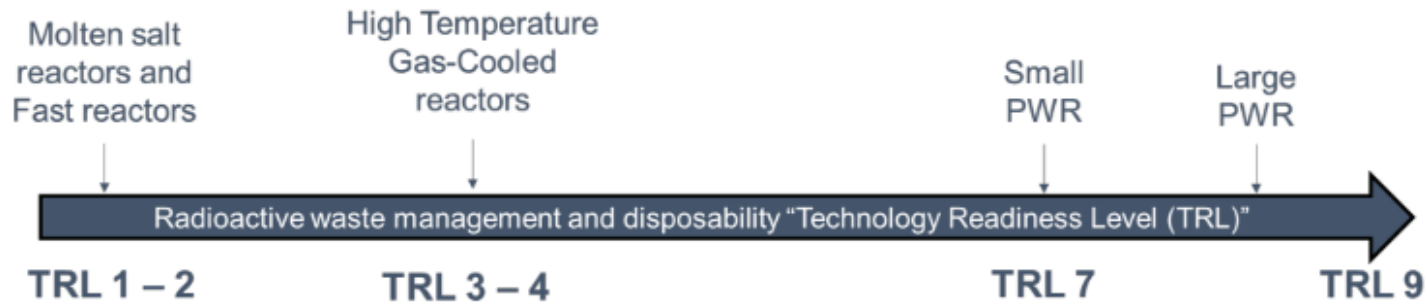 Molten salt
reactors and
Fast reactors
High Temperature
Gas-Cooled
reactors
Small
PWR
Large
PWR
Radioactive waste management and disposability “Technology Readiness Level (TRL)”
TRL 1 – 2
TRL 3 – 4
TRL 7
TRL 9